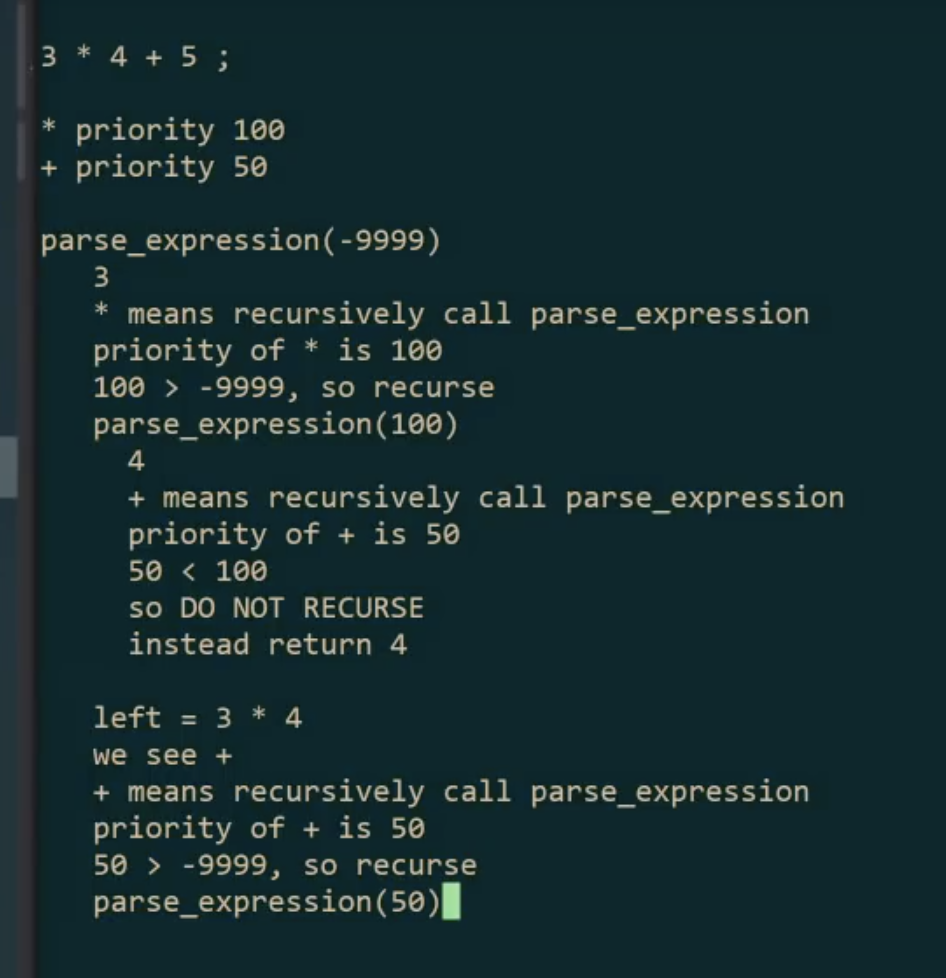 3 * 4 + 5 ;
* priority 100
+ priority 50
parse_expression(-9999)
3
* means recursively call parse_expression
priority of * is 100
100 > -9999, so recurse
parse_expression(100)
4
+ means recursively call parse_expression
priority of + is 50
50 < 100
so DO NOT RECURSE
instead return 4
left = 3 * 4
we see +
+ means recursively call parse_expression
priority of + is 50
50 > -9999, so recurse
parse_expression(50)